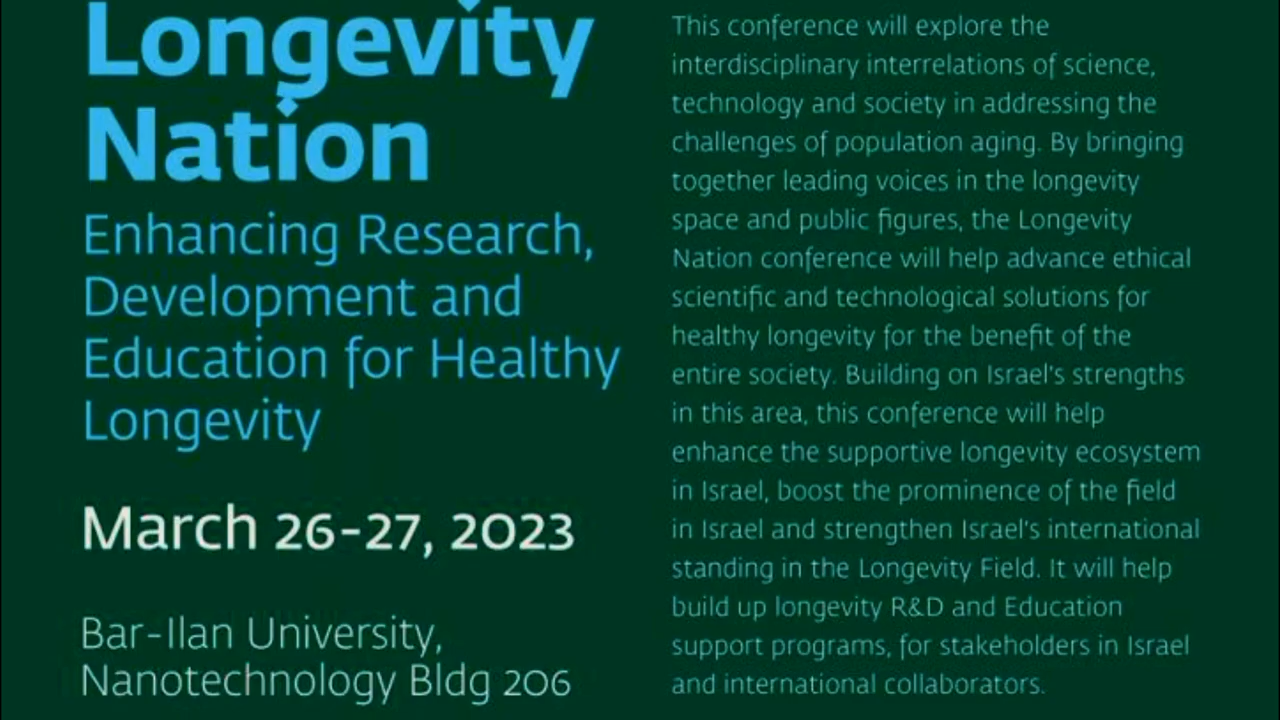 Longevity
Nation
Enhancing Research,
Development and
Education for Healthy
Longevity
March 26-27, 2023
Bar-Ilan University,
Nanotechnology Bldg 206
This conference will explore the
interdisciplinary interrelations of science,
technology and society in addressing the
challenges of population aging. By bringing
together leading voices in the longevity
space and public figures, the Longevity
Nation conference will help advance ethical
scientific and technological solutions for
healthy longevity for the benefit of the
entire society. Building on Israel's strengths
in this area, this conference will help
enhance the supportive longevity ecosystem
in Israel, boost the prominence of the field
in Israel and strengthen Israel's international
standing in the Longevity Field. It will help
build up longevity R&D and Education
support programs, for stakeholders in Israel
and international collaborators.